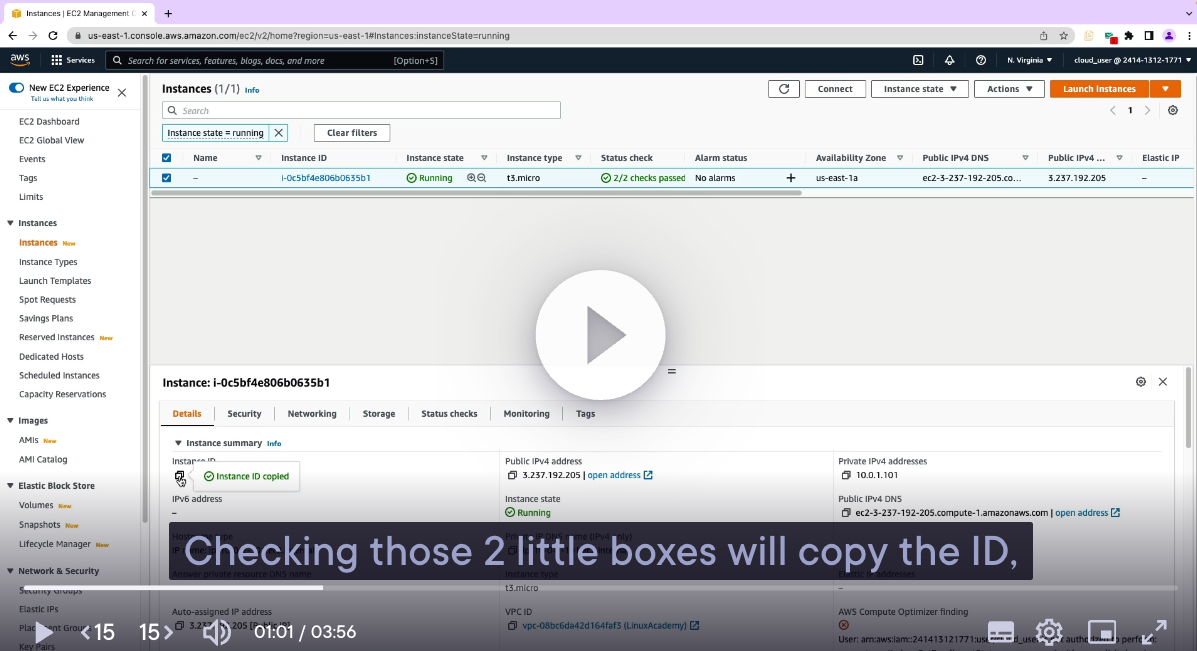 Instances | EC2 Management C
us-east-1.console.aws.amazon.com/ec2/v2/home?region=us-east-1#Instances:instanceState=running
aws
Services
Search for services, features, blogs, docs, and more
[Option+S]
N. Virginia
cloud_user @ 2414-1312-1771
New EC2 Experience
Tell us what you think
EC2 Dashboard
EC2 Global View
Events
Tags
Limits
Instances
Instances New
Instance Types
Launch Templates
Spot Requests
Savings Plans
Reserved Instances New
Dedicated Hosts
Scheduled Instances
Capacity Reservations
Images
AMIs New
AMI Catalog
Elastic Block Store
Volumes New
Snapshots New
Lifecycle Manager New
Network & Security
Security Groups
Elastic IPs
Placement Groups
Key Pairs
Instances (1/1) Info
Connect
Instance state
Actions
Launch Instances
Search
1
Instance state = running
Clear filters
Name Instance ID Instance state Instance type Status check Alarm status Availability Zone Public IPv4 DNS Public IPv4 ... Elastic IP
– i-0c5bf4e806b0635b1 Running t3.micro 2/2 checks passed No alarms + us-east-1a ec2-3-237-192-205.co... 3.237.192.205 –
Instance: i-0c5bf4e806b0635b1
Details Security Networking Storage Status checks Monitoring Tags
Instance summary Info
Instance ID
Instance ID copied
Public IPv4 address
3.237.192.205 | open address
Private IPv4 addresses
10.0.1.101
IPv6 address
–
Instance state
Running
Public IPv4 DNS
ec2-3-237-192-205.compute-1.amazonaws.com | open address
Checking those 2 little boxes will copy the ID,
Answer private resource DNS name
Instance type
t3.micro
Elastic IP addresses
–
Auto-assigned IP address
VPC ID
vpc-08bc6da42d164faf3 (LinuxAcademy)
AWS Compute Optimizer finding
User: arn:aws:iam::241413121771:user/cloud_user
to perform:
15 15 01:01 / 03:56